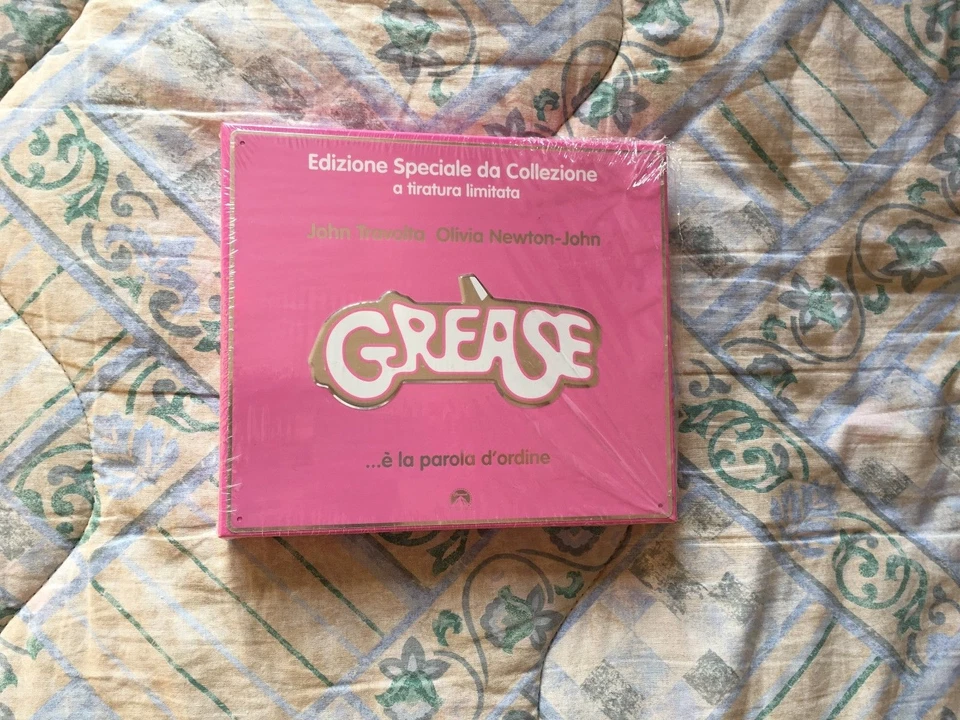 Edizione Speciale da Collezione
a tiratura limitata
John Travolta Olivia Newton-John
GREASE
...è la parola d'ordine